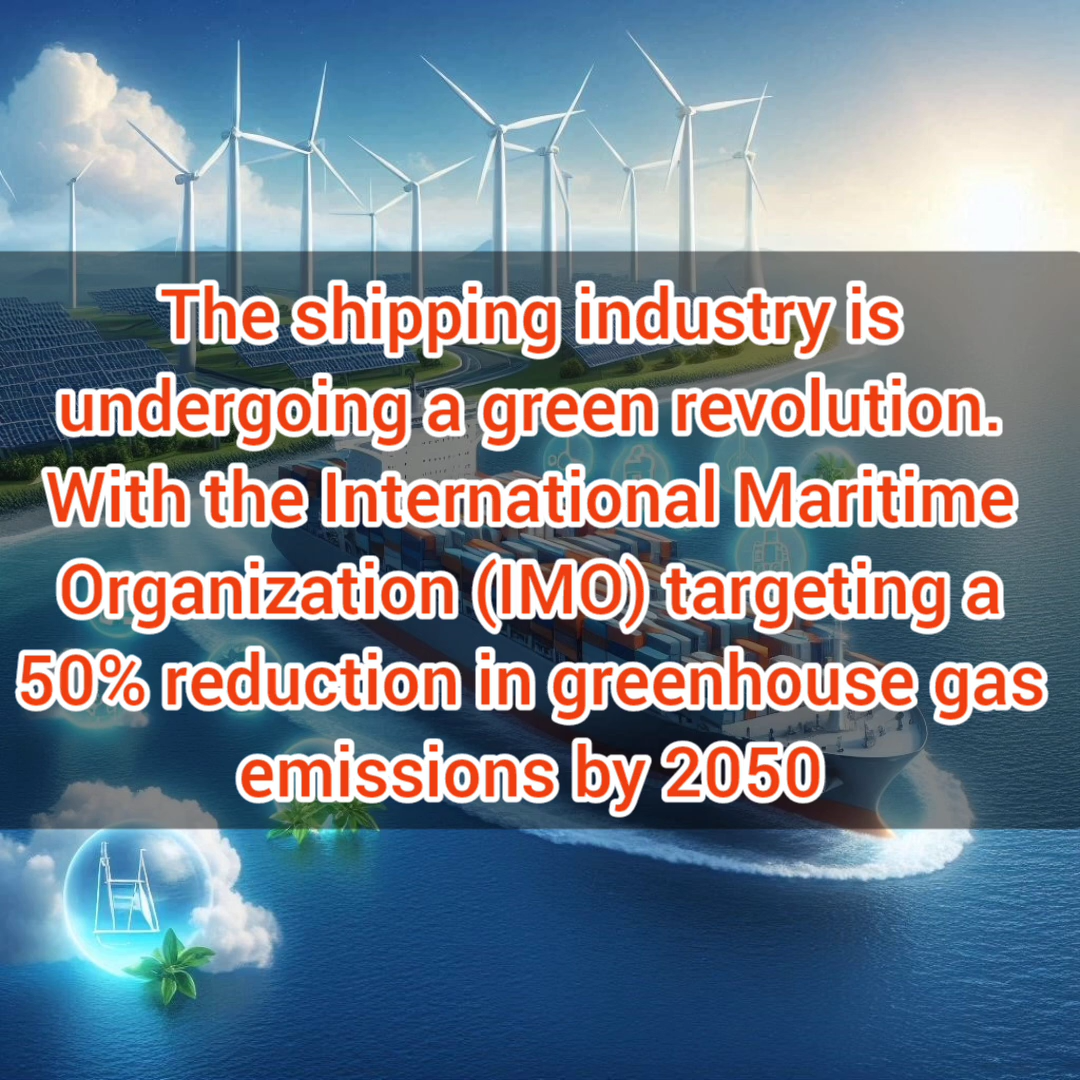 The shipping industry is
undergoing a green revolution.
With the International Maritime
Organization (IMO) targeting a
50% reduction in greenhouse gas
emissions by 2050